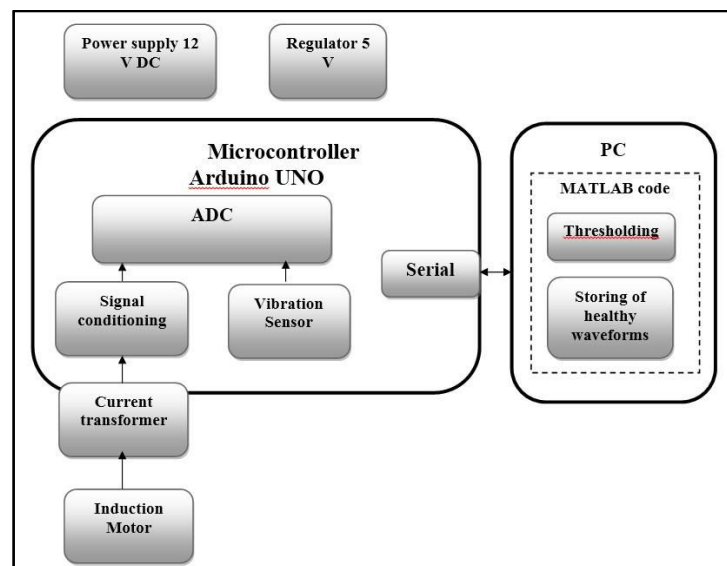 Power supply 12
V DC
Regulator 5
V
Microcontroller
Arduino UNO
ADC
Signal
conditioning
Vibration
Sensor
Serial
Current
transformer
Induction
Motor
PC
MATLAB code
Thresholding
Storing of
healthy
waveforms